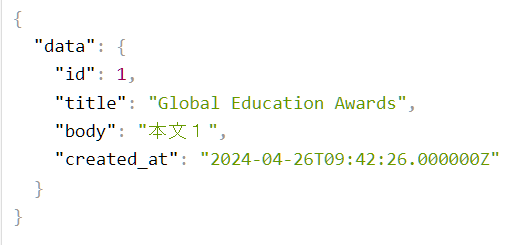 {
  "data": {
    "id": 1,
    "title": "Global Education Awards",
    "body": "本文１",
    "created_at": "2024-04-26T09:42:26.000000Z"
  }
}